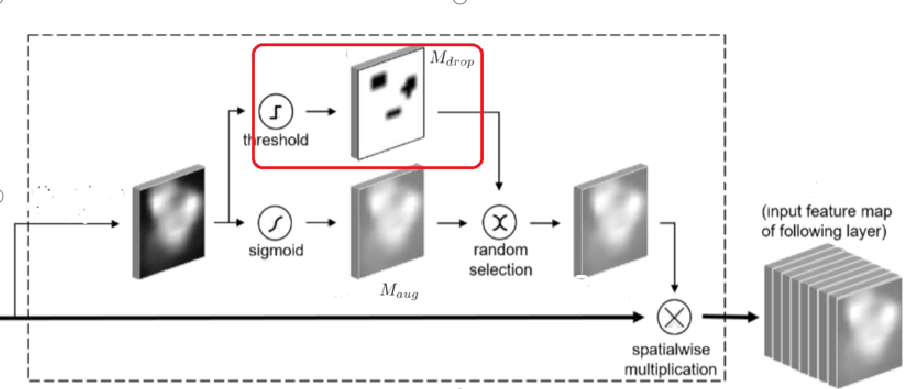 M_drop
threshold
sigmoid
M_aug
random
selection
(input feature map
of following layer)
spatialwise
multiplication